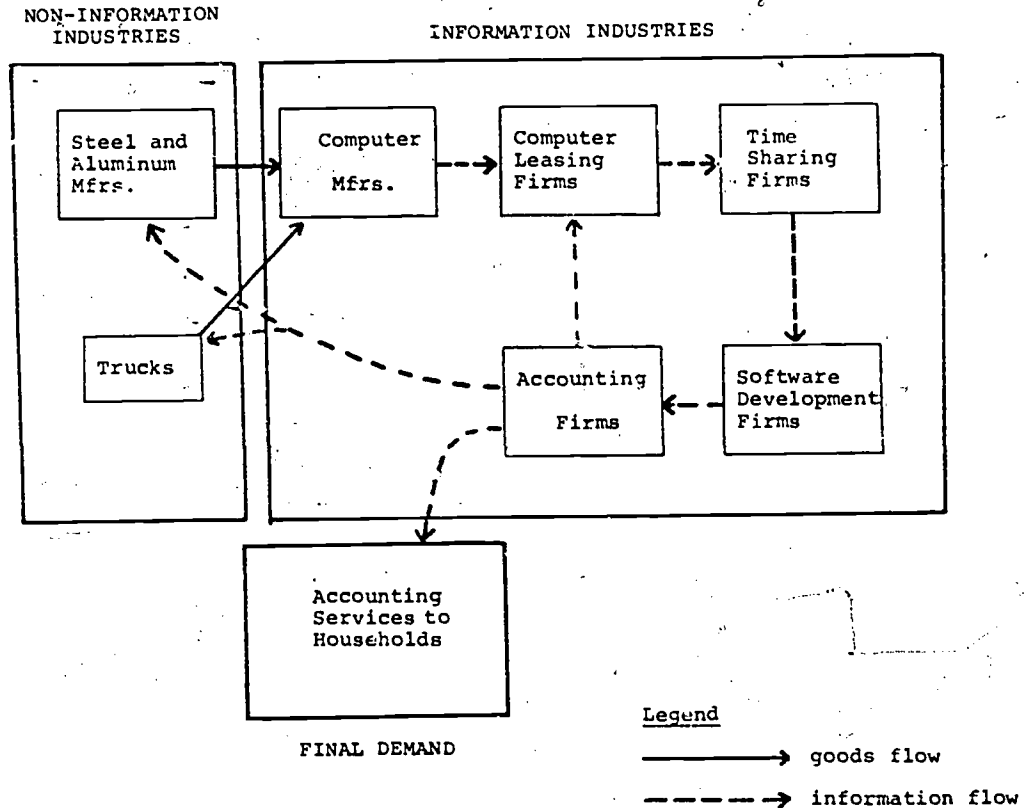 NON-INFORMATION
INDUSTRIES
INFORMATION INDUSTRIES
Steel and
Aluminum
Mfrs.
Computer
Mfrs.
Computer
Leasing
Firms
Time
Sharing
Firms
Trucks
Accounting
Firms
Software
Development
Firms
Accounting
Services to
Households
FINAL DEMAND
Legend
goods flow
information flow